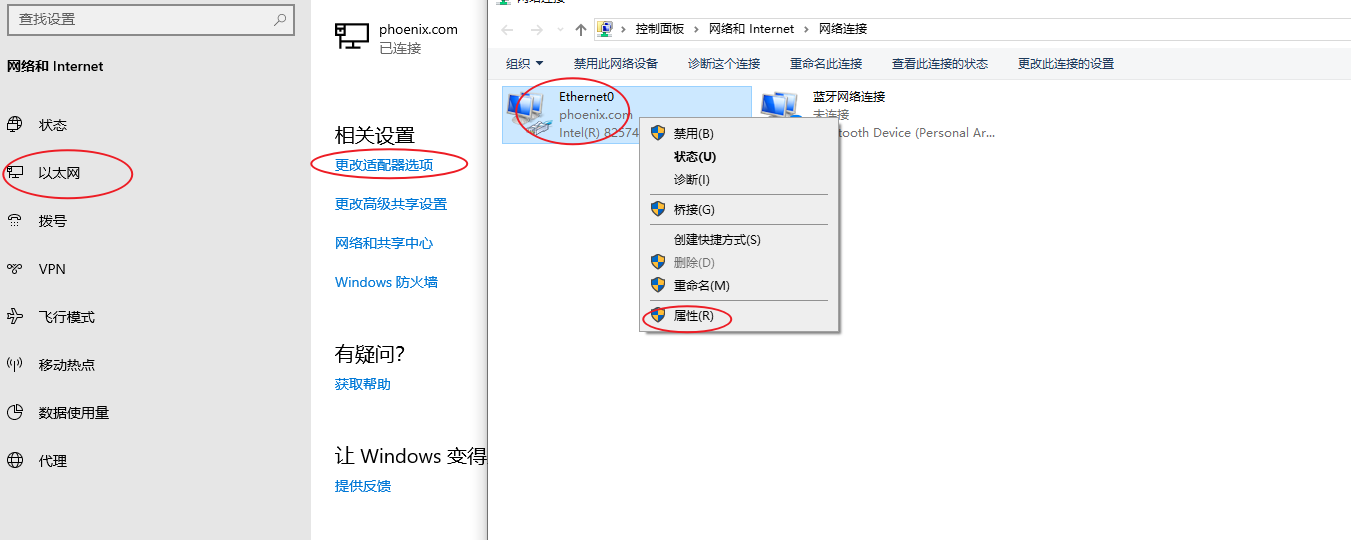 查找设置
网络和 Internet
状态
以太网
拨号
VPN
飞行模式
移动热点
数据使用量
代理
phoenix.com
已连接
相关设置
更改适配器选项
更改高级共享设置
网络和共享中心
Windows 防火墙
有疑问?
获取帮助
让 Windows 变得
提供反馈
网络连接
控制面板 > 网络和 Internet > 网络连接
组织 禁用此网络设备 诊断这个连接 重命名此连接 查看此连接的状态 更改此连接的设置
Ethernet0
phoenix.com
Intel(R) 82574
蓝牙网络连接
未连接
tooth Device (Personal Ar...
禁用(B)
状态(U)
诊断(I)
桥接(G)
创建快捷方式(S)
删除(D)
重命名(M)
属性(R)